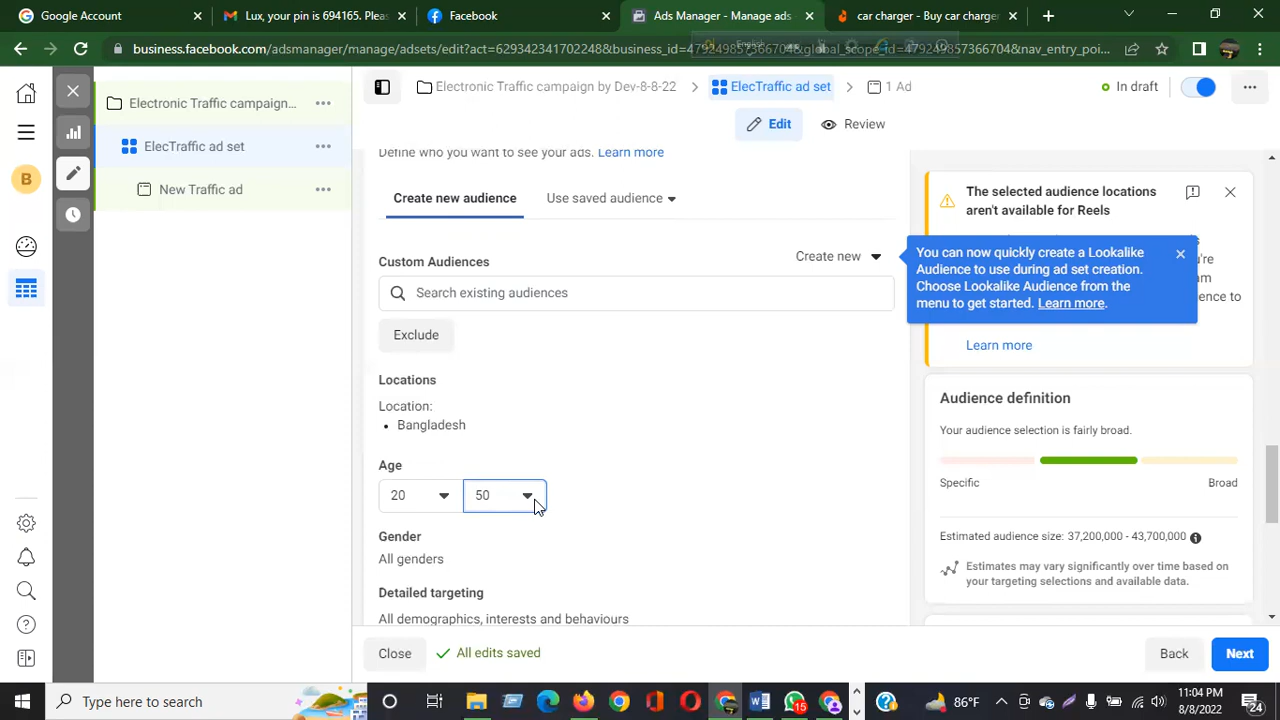 Google Account
Lux, your pin is 694165. Please
Facebook
Ads Manager - Manage ads
car charger - Buy car charger
business.facebook.com/adsmanager/manage/adsets/edit?act=629342341702248&business_id=479249857366704&global_scope_id=479249857366704&nav_entry_poi...
English
Electronic Traffic campaign...
ElecTraffic ad set
New Traffic ad
B
Electronic Traffic campaign by Dev-8-8-22
ElecTraffic ad set
1 Ad
In draft
Edit
Review
Define who you want to see your ads. Learn more
Create new audience
Use saved audience
Custom Audiences
Create new
Search existing audiences
Exclude
Locations
Location:
Bangladesh
Age
20
50
Gender
All genders
Detailed targeting
All demographics, interests and behaviours
The selected audience locations
aren't available for Reels
You can now quickly create a Lookalike
Audience to use during ad set creation.
Choose Lookalike Audience from the
menu to get started. Learn more.
Learn more
Audience definition
Your audience selection is fairly broad.
Specific
Broad
Estimated audience size: 37,200,000 - 43,700,000
Estimates may vary significantly over time based on
your targeting selections and available data.
Close
All edits saved
Back
Next
Type here to search
15
86°F
11:04 PM
8/8/2022
24